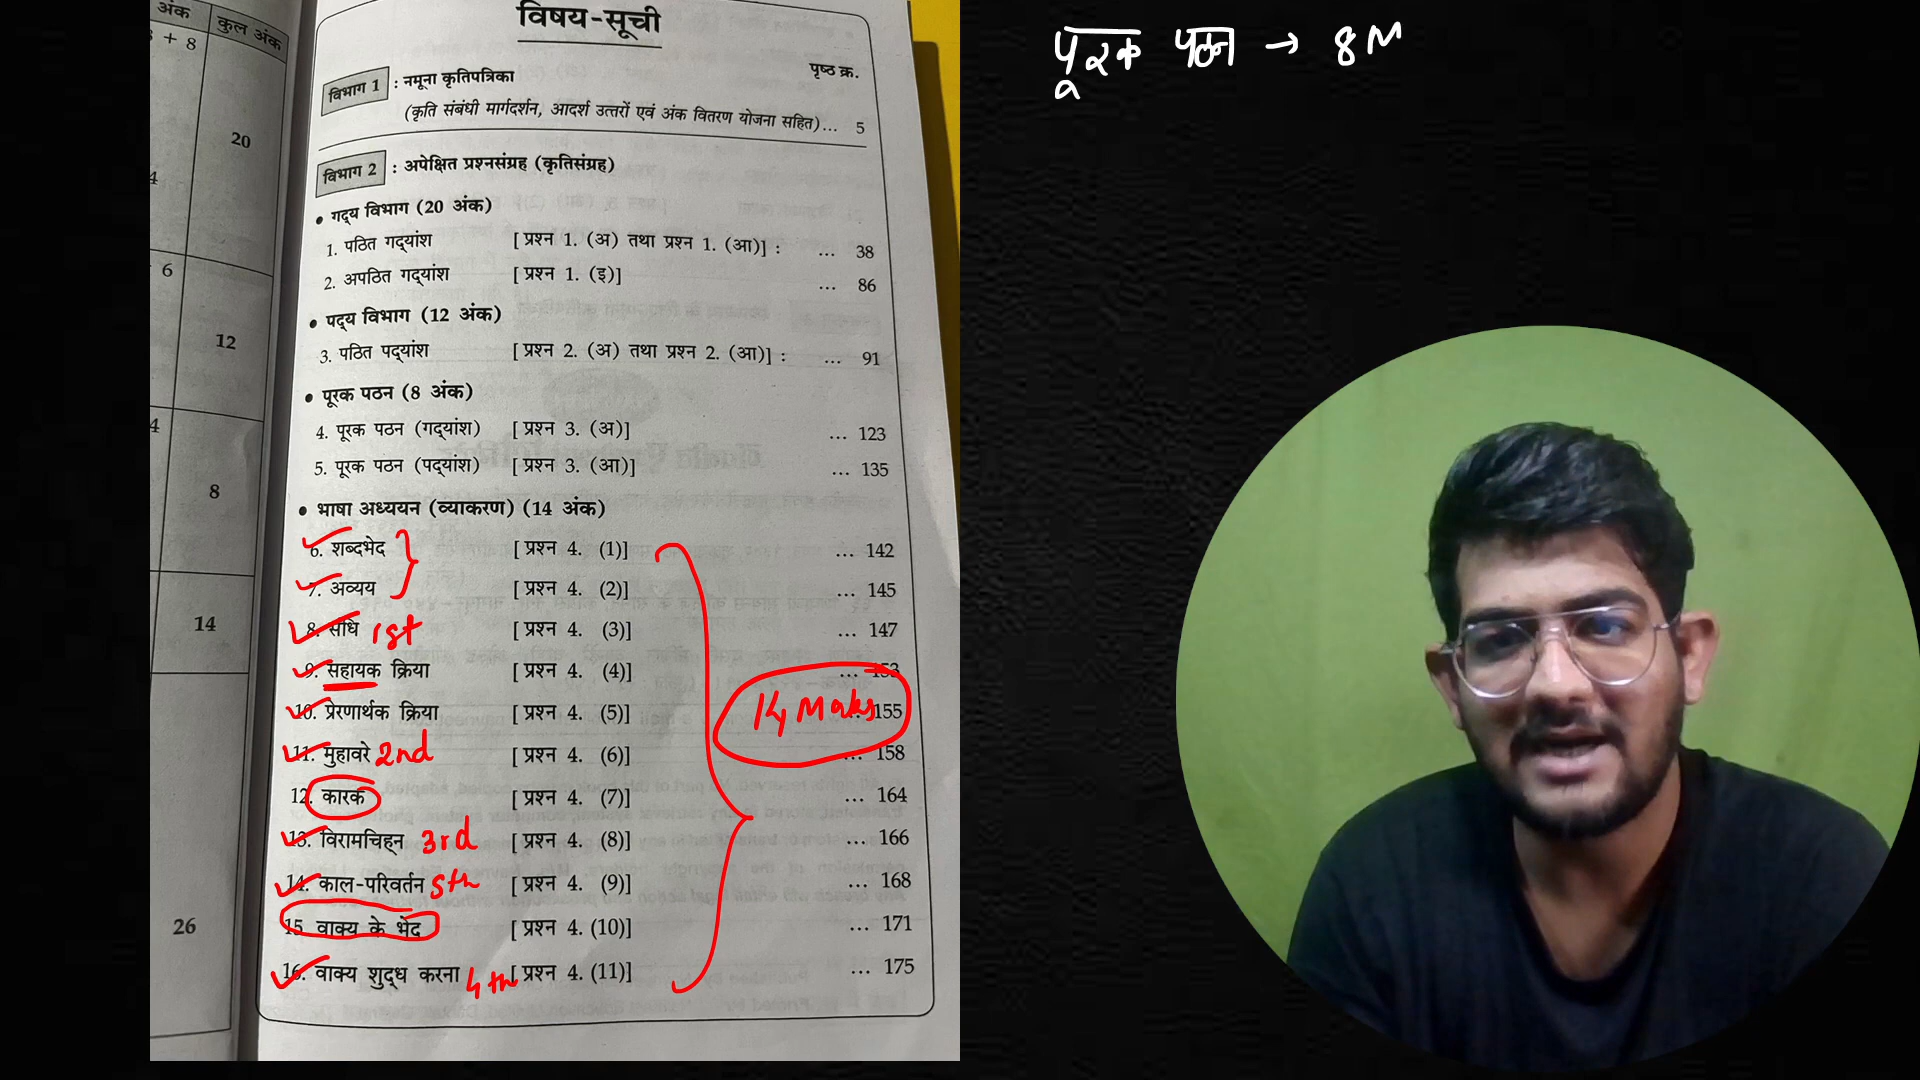 अंक कुल अंक
+ 8
20
4
6
12
4
8
14
26
विषय-सूची
पृष्ठ क्र.
विभाग 1 : नमूना कृतिपत्रिका
(कृति संबंधी मार्गदर्शन, आदर्श उत्तरों एवं अंक वितरण योजना सहित)... 5
विभाग 2 : अपेक्षित प्रश्नसंग्रह (कृतिसंग्रह)
• गद्य विभाग (20 अंक)
1. पठित गद्यांश [ प्रश्न 1. (अ) तथा प्रश्न 1. (आ)] : ... 38
2. अपठित गद्यांश [ प्रश्न 1. (इ)] ... 86
• पद्य विभाग (12 अंक)
3. पठित पद्यांश [ प्रश्न 2. (अ) तथा प्रश्न 2. (आ)] : ... 91
• पूरक पठन (8 अंक)
4. पूरक पठन (गद्यांश) [ प्रश्न 3. (अ)] ... 123
5. पूरक पठन (पद्यांश) [ प्रश्न 3. (आ)] ... 135
• भाषा अध्ययन (व्याकरण) (14 अंक)
6. शब्दभेद [ प्रश्न 4. (1)] ... 142
7. अव्यय [ प्रश्न 4. (2)] ... 145
8. संधि 1st [ प्रश्न 4. (3)] ... 147
9. सहायक क्रिया [ प्रश्न 4. (4)] ... 153
10. प्रेरणार्थक क्रिया [ प्रश्न 4. (5)] ... 155
14 Maks
11. मुहावरे 2nd [ प्रश्न 4. (6)] ... 158
12. कारक [ प्रश्न 4. (7)] ... 164
13. विरामचिह्न 3rd [ प्रश्न 4. (8)] ... 166
14. काल-परिवर्तन 5th [ प्रश्न 4. (9)] ... 168
15. वाक्य के भेद [ प्रश्न 4. (10)] ... 171
16. वाक्य शुद्ध करना 4th [ प्रश्न 4. (11)] ... 175
पूरक पठन → 8 M